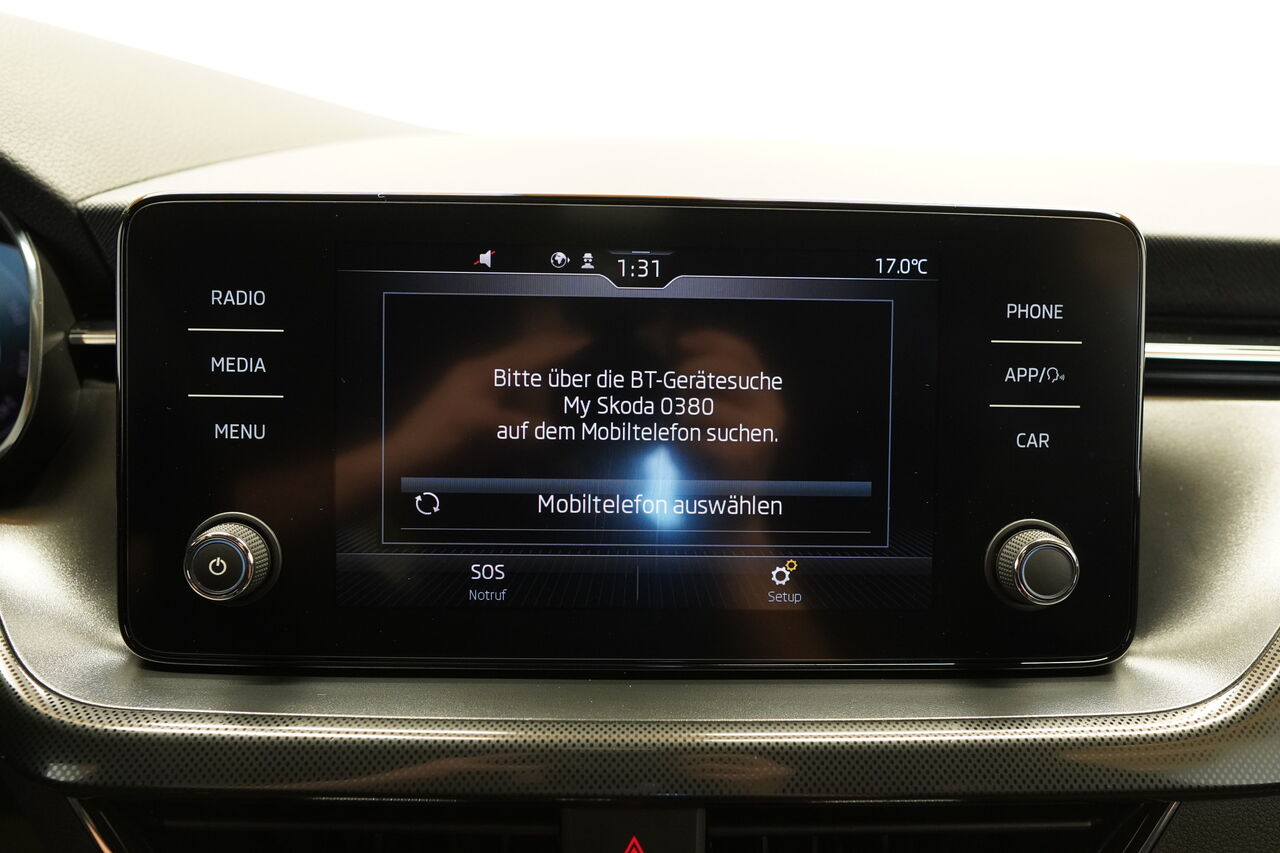 1:31
17.0°C
RADIO
MEDIA
MENU
Bitte über die BT-Gerätesuche
My Skoda 0380
auf dem Mobiltelefon suchen.
Mobiltelefon auswählen
SOS
Notruf
Setup
PHONE
APP/
CAR